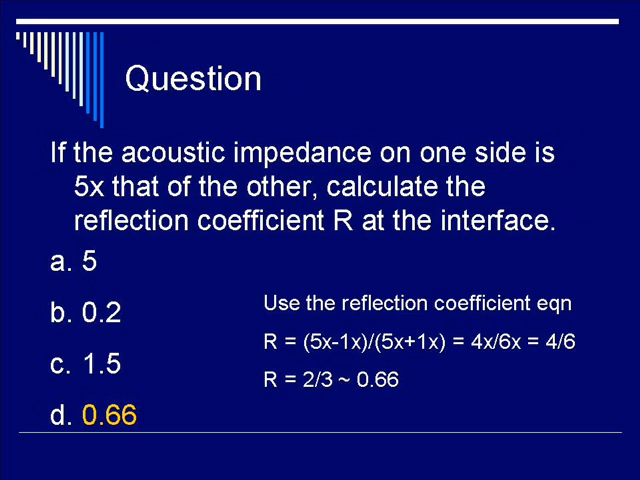 Question
If the acoustic impedance on one side is
5x that of the other, calculate the
reflection coefficient R at the interface.
a. 5
b. 0.2
c. 1.5
d. 0.66
Use the reflection coefficient eqn
R = (5x-1x)/(5x+1x) = 4x/6x = 4/6
R = 2/3 ~ 0.66